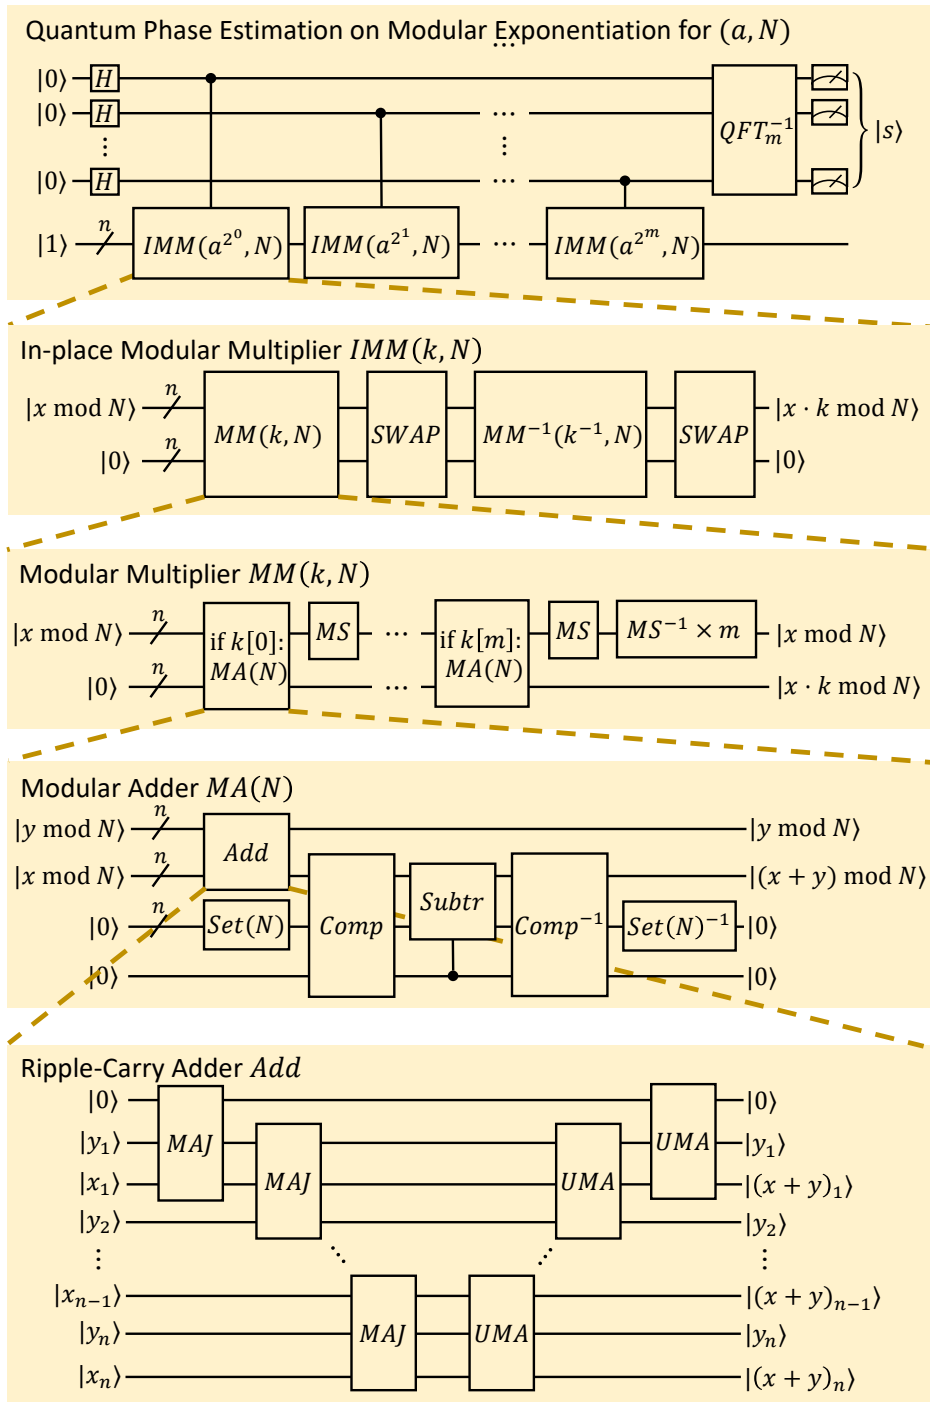 Quantum Phase Estimation on Modular Exponentiation for (a, N)
...
|0⟩ H
|0⟩ H ...
⋮ ⋮ QFT_m^{-1} |s⟩
|0⟩ H ...
|1⟩ n IMM(a^{2^0}, N) IMM(a^{2^1}, N) ... IMM(a^{2^m}, N)
In-place Modular Multiplier IMM(k, N)
|x mod N⟩ n |x · k mod N⟩
MM(k, N) SWAP MM^{-1}(k^{-1}, N) SWAP
|0⟩ n |0⟩
Modular Multiplier MM(k, N)
|x mod N⟩ n if k[0]: MS ... if k[m]: MS MS^{-1} × m |x mod N⟩
MA(N) MA(N)
|0⟩ n ... |x · k mod N⟩
Modular Adder MA(N)
|y mod N⟩ n |y mod N⟩
Add
|x mod N⟩ n |(x + y) mod N⟩
Subtr
|0⟩ n Set(N) Comp Comp^{-1} Set(N)^{-1} |0⟩
|0⟩ |0⟩
Ripple-Carry Adder Add
|0⟩ |0⟩
|y_1⟩ MAJ UMA |y_1⟩
|x_1⟩ MAJ UMA |(x + y)_1⟩
|y_2⟩ |y_2⟩
⋮ ⋱ ⋰ ⋮
|x_{n-1}⟩ |(x + y)_{n-1}⟩
|y_n⟩ MAJ UMA |y_n⟩
|x_n⟩ |(x + y)_n⟩